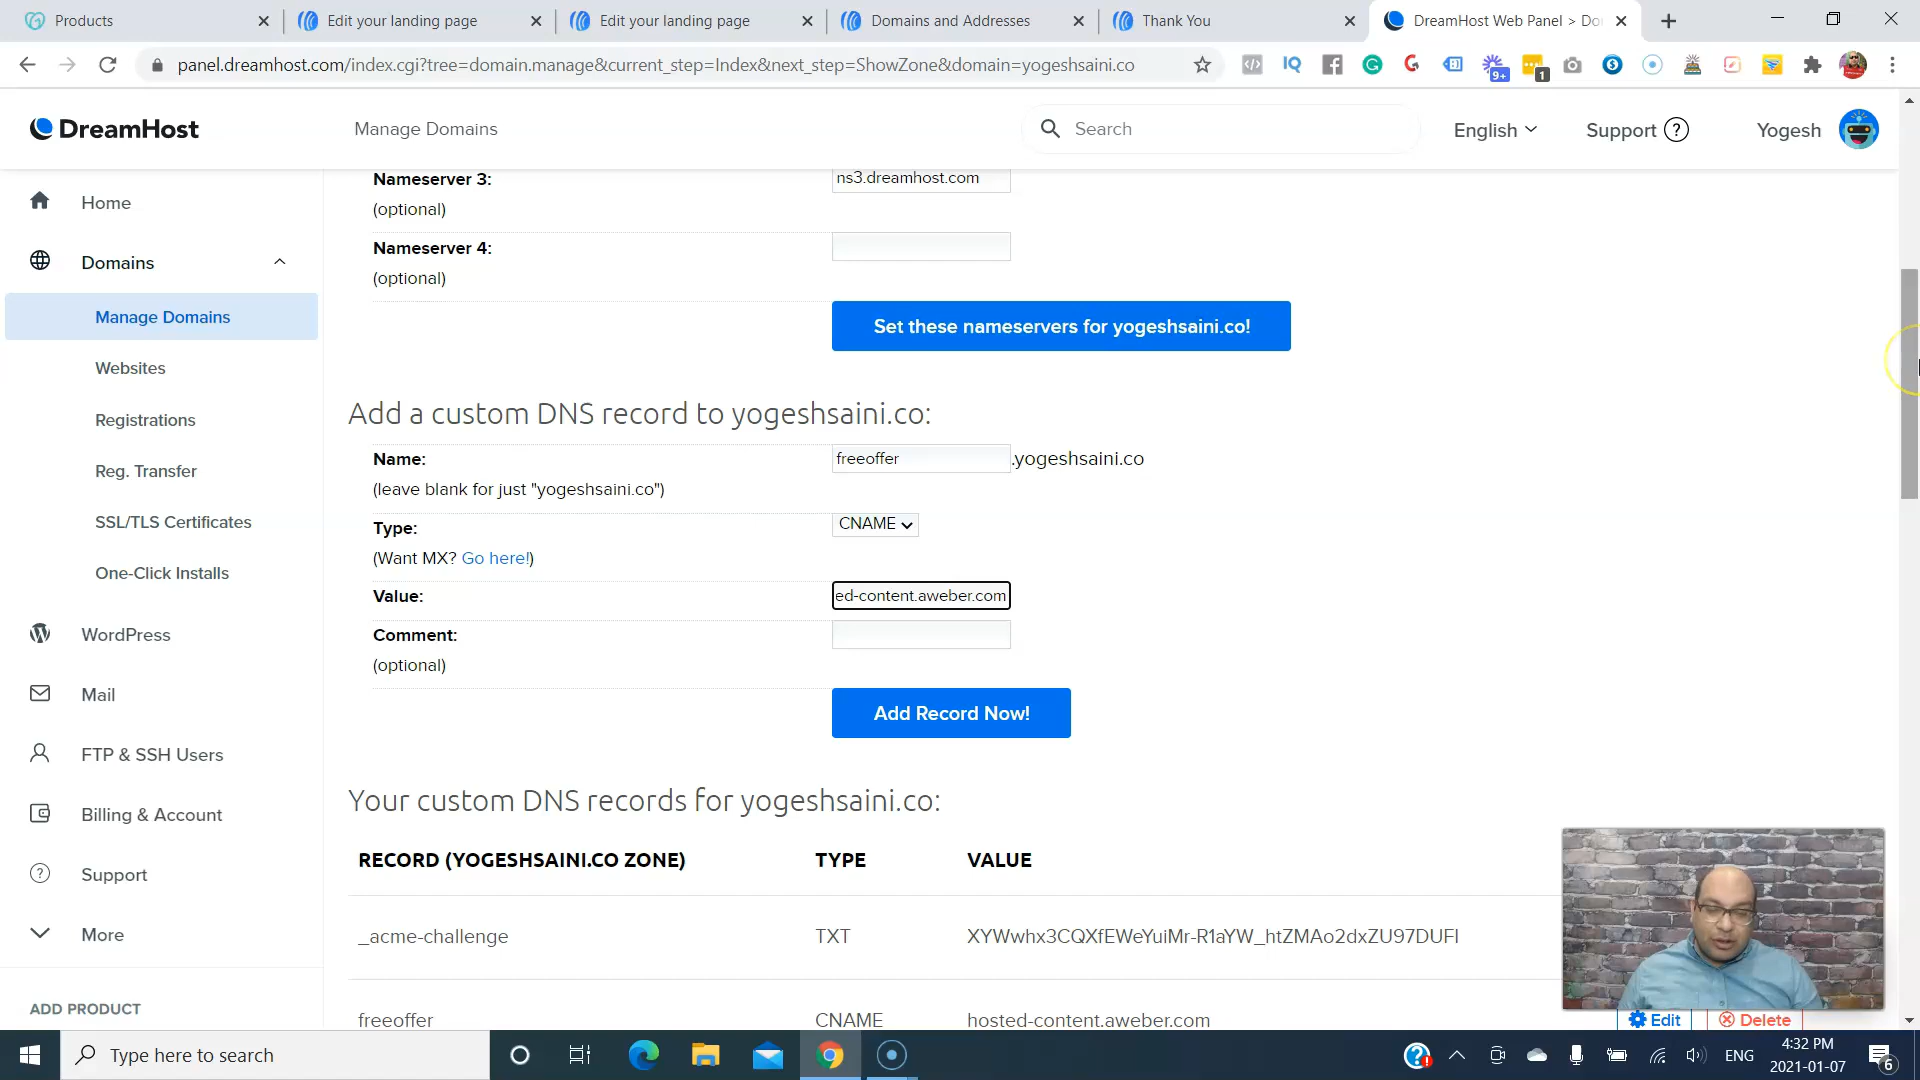 Products
Edit your landing page
Edit your landing page
Domains and Addresses
Thank You
DreamHost Web Panel > Do
panel.dreamhost.com/index.cgi?tree=domain.manage&current_step=Index&next_step=ShowZone&domain=yogeshsaini.co
IQ
9+
1
DreamHost
Manage Domains
Search
English
Support ?
Yogesh
Home
Domains
Manage Domains
Websites
Registrations
Reg. Transfer
SSL/TLS Certificates
One-Click Installs
WordPress
Mail
FTP & SSH Users
Billing & Account
Support
More
ADD PRODUCT
Nameserver 3:
(optional)
ns3.dreamhost.com
Nameserver 4:
(optional)
Set these nameservers for yogeshsaini.co!
Add a custom DNS record to yogeshsaini.co:
Name:
(leave blank for just "yogeshsaini.co")
freeoffer .yogeshsaini.co
Type:
(Want MX? Go here!)
CNAME
Value:
ed-content.aweber.com
Comment:
(optional)
Add Record Now!
Your custom DNS records for yogeshsaini.co:
RECORD (YOGESHSAINI.CO ZONE) TYPE VALUE
_acme-challenge TXT XYWwhx3CQXfEWeYuiMr-R1aYW_htZMAo2dxZU97DUFI
freeoffer CNAME hosted-content.aweber.com
Edit Delete
Type here to search
ENG
4:32 PM
2021-01-07
6